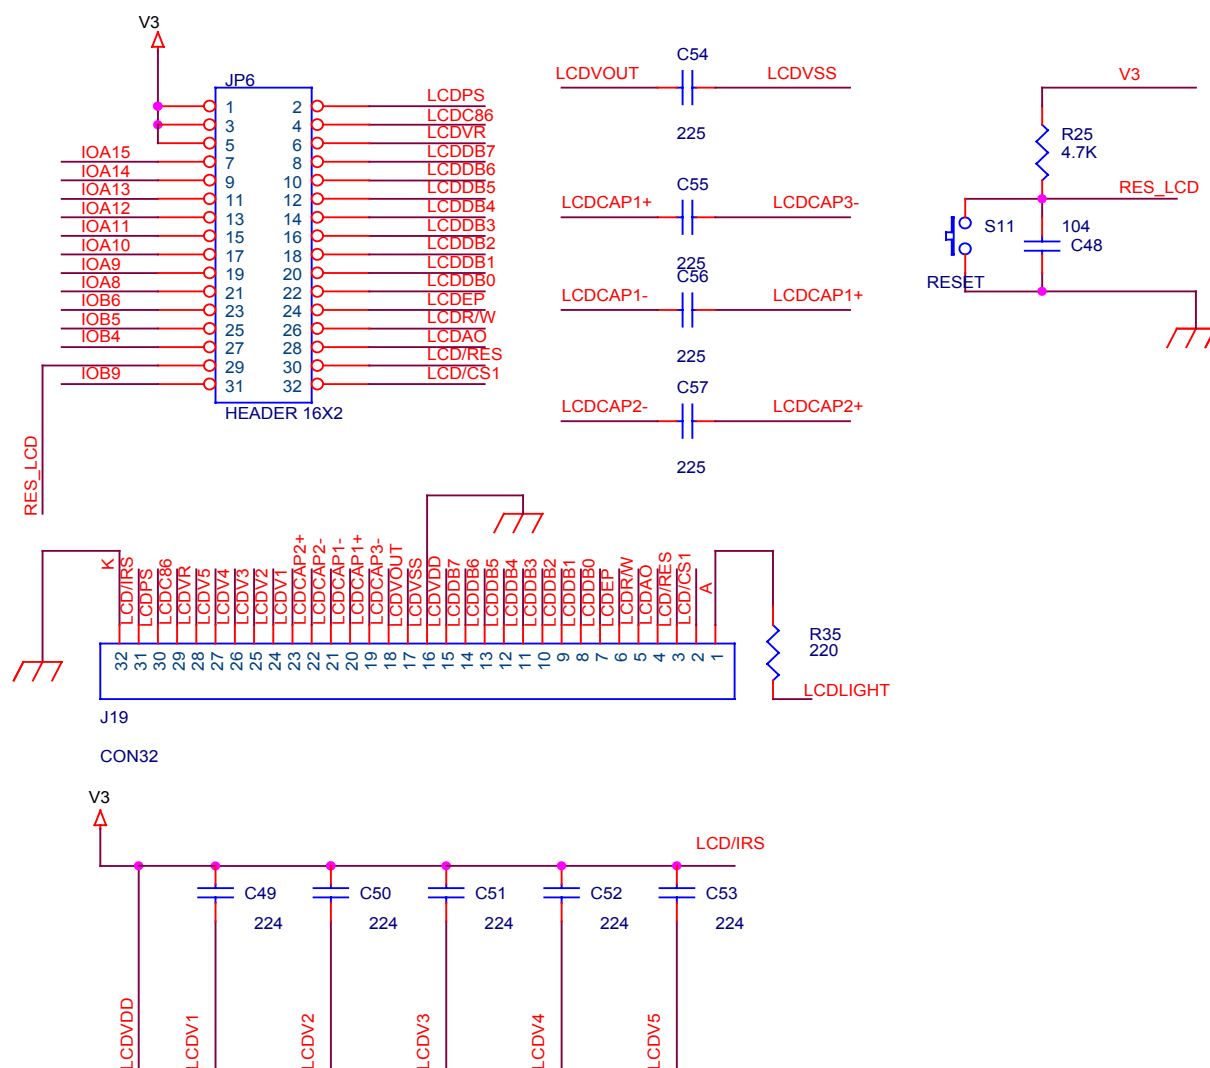 V3
JP6
1 2 LCDPS
3 4 LCDC86
5 6 LCDVR
IOA15 7 8 LCDDB7
IOA14 9 10 LCDDB6
IOA13 11 12 LCDDB5
IOA12 13 14 LCDDB4
IOA11 15 16 LCDDB3
IOA10 17 18 LCDDB2
IOA9 19 20 LCDDB1
IOA8 21 22 LCDDB0
IOB6 23 24 LCDEP
IOB5 25 26 LCDR/W
IOB4 27 28 LCDAO
29 30 LCD/RES
IOB9 31 32 LCD/CS1
HEADER 16X2
RES_LCD
C54
LCDVOUT LCDVSS
225
C55
LCDCAP1+ LCDCAP3-
225
C56
LCDCAP1- LCDCAP1+
225
C57
LCDCAP2- LCDCAP2+
225
V3
R25
4.7K
RES_LCD
S11
104
C48
RESET
K
LCD/IRS
LCDPS
LCDC86
LCDVR
LCDV5
LCDV4
LCDV3
LCDV2
LCDV1
LCDCAP2+
LCDCAP2-
LCDCAP1-
LCDCAP1+
LCDCAP3-
LCDVOUT
LCDVSS
LCDVDD
LCDDB7
LCDDB6
LCDDB5
LCDDB4
LCDDB3
LCDDB2
LCDDB1
LCDDB0
LCDEP
LCDR/W
LCDAO
LCD/RES
LCD/CS1
A
32 31 30 29 28 27 26 25 24 23 22 21 20 19 18 17 16 15 14 13 12 11 10 9 8 7 6 5 4 3 2 1
R35
220
LCDLIGHT
J19
CON32
V3
LCD/IRS
C49 C50 C51 C52 C53
224 224 224 224 224
LCDVDD
LCDV1
LCDV2
LCDV3
LCDV4
LCDV5